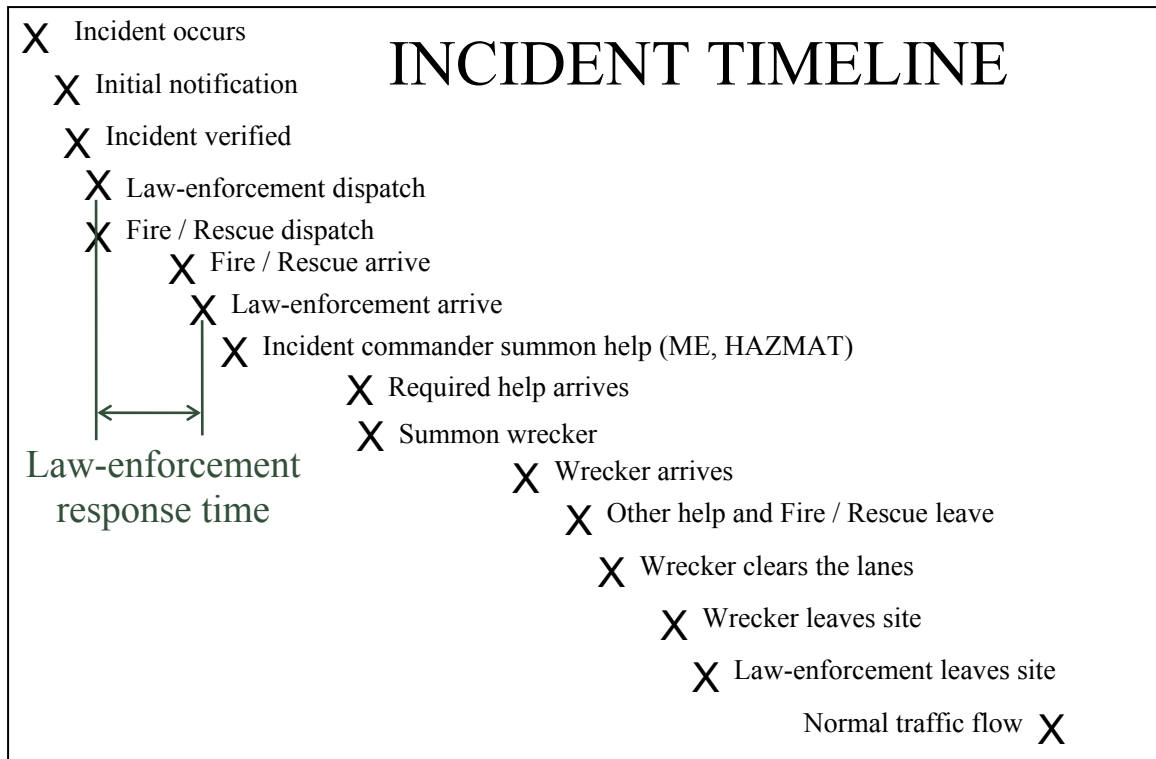 Incident occurs
INCIDENT TIMELINE
Initial notification
Incident verified
Law-enforcement dispatch
Fire / Rescue dispatch
Fire / Rescue arrive
Law-enforcement arrive
Incident commander summon help (ME, HAZMAT)
Required help arrives
Summon wrecker
Law-enforcement
response time
Wrecker arrives
Other help and Fire / Rescue leave
Wrecker clears the lanes
Wrecker leaves site
Law-enforcement leaves site
Normal traffic flow